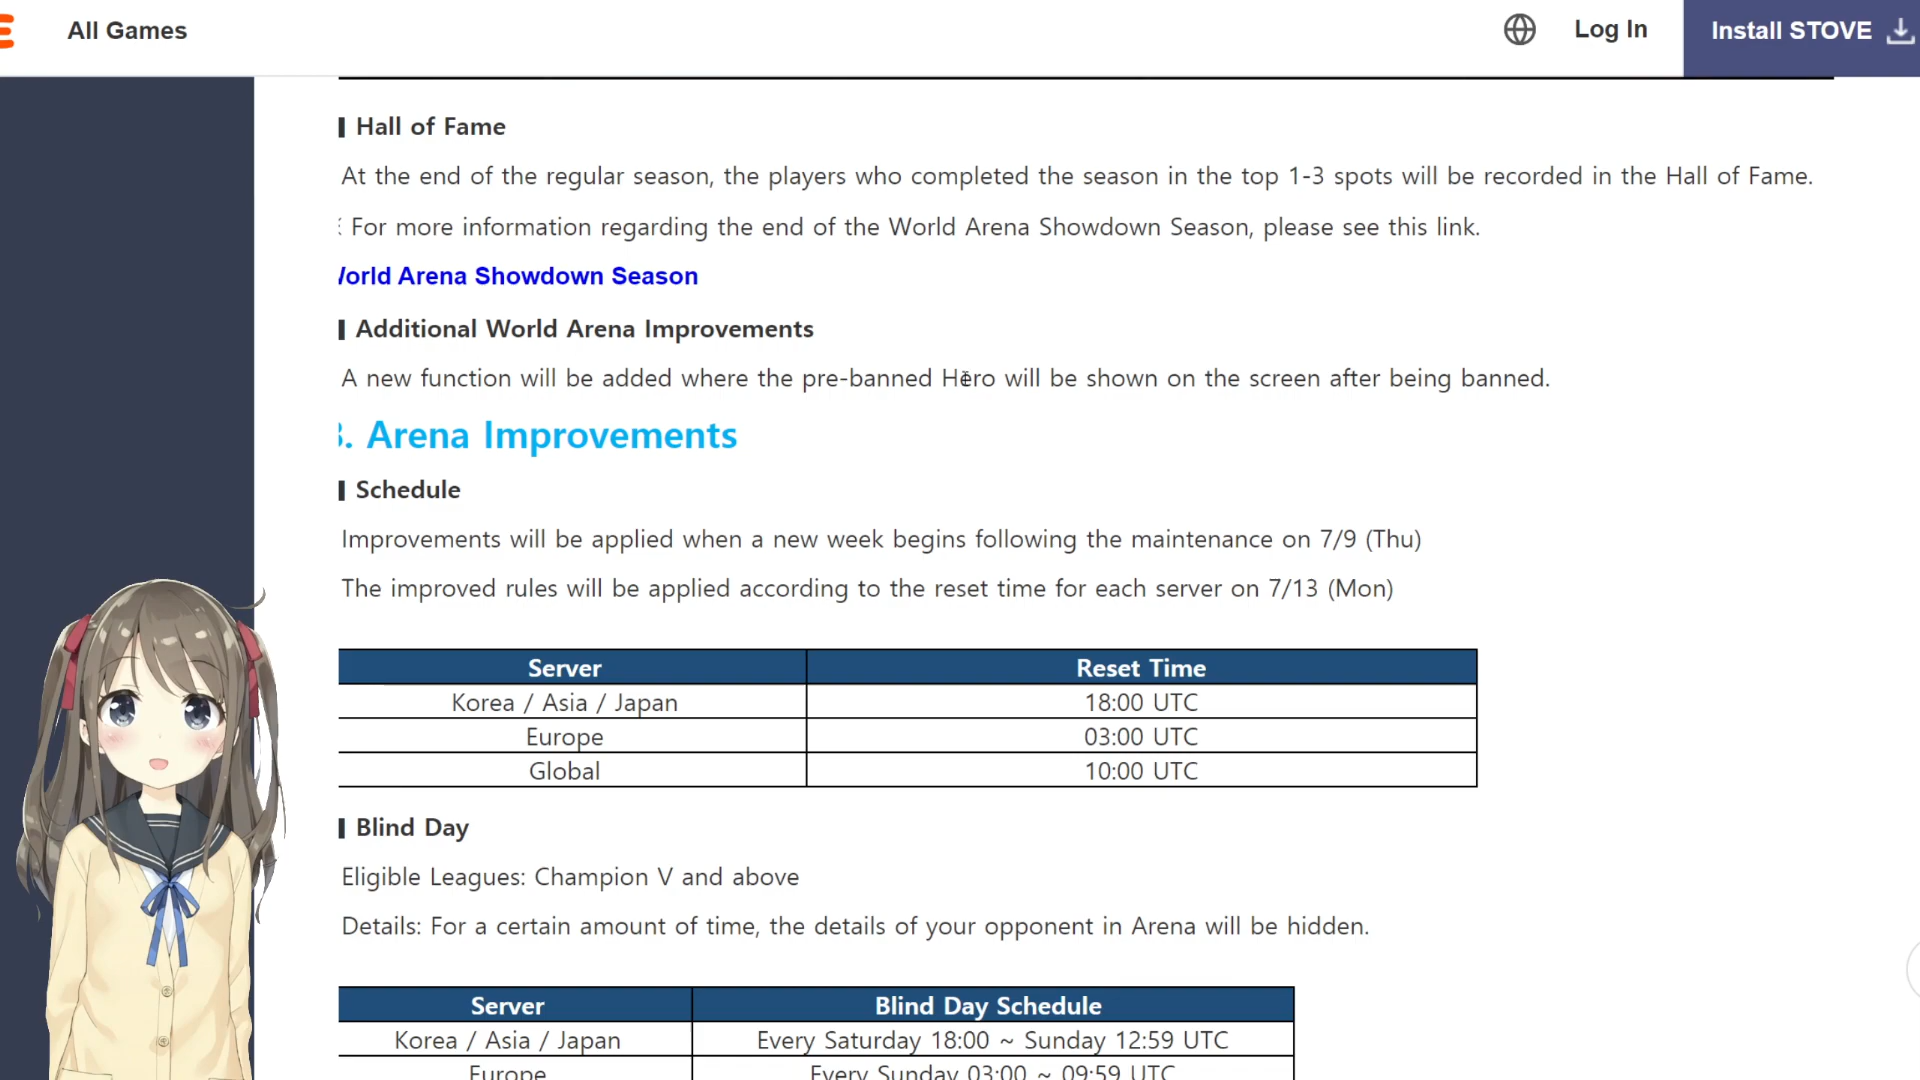 All Games
Log In
Install STOVE
Hall of Fame
At the end of the regular season, the players who completed the season in the top 1-3 spots will be recorded in the Hall of Fame.
For more information regarding the end of the World Arena Showdown Season, please see this link.
World Arena Showdown Season
Additional World Arena Improvements
A new function will be added where the pre-banned Hero will be shown on the screen after being banned.
3. Arena Improvements
Schedule
Improvements will be applied when a new week begins following the maintenance on 7/9 (Thu)
The improved rules will be applied according to the reset time for each server on 7/13 (Mon)
Server Reset Time
Korea / Asia / Japan 18:00 UTC
Europe 03:00 UTC
Global 10:00 UTC
Blind Day
Eligible Leagues: Champion V and above
Details: For a certain amount of time, the details of your opponent in Arena will be hidden.
Server Blind Day Schedule
Korea / Asia / Japan Every Saturday 18:00 ~ Sunday 12:59 UTC
Europe Every Sunday 03:00 ~ 09:59 UTC